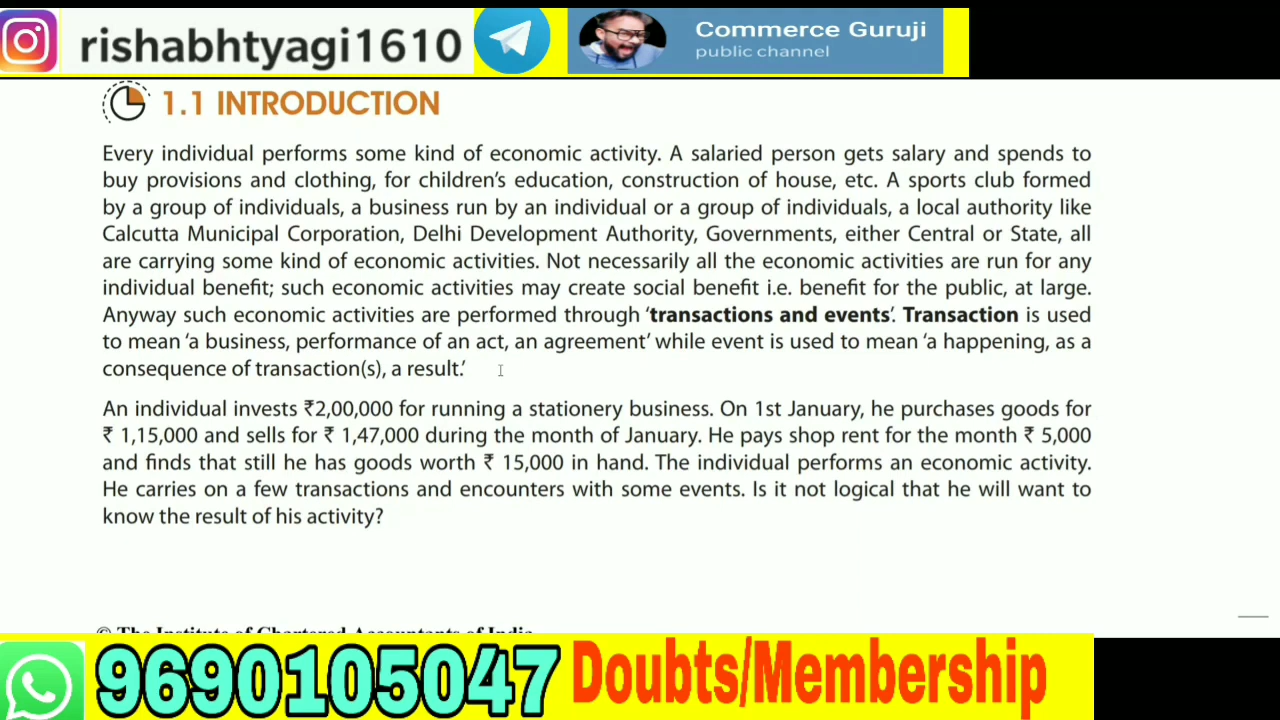 rishabhtyagi1610
Commerce Guruji
public channel
1.1 INTRODUCTION
Every individual performs some kind of economic activity. A salaried person gets salary and spends to
buy provisions and clothing, for children's education, construction of house, etc. A sports club formed
by a group of individuals, a business run by an individual or a group of individuals, a local authority like
Calcutta Municipal Corporation, Delhi Development Authority, Governments, either Central or State, all
are carrying some kind of economic activities. Not necessarily all the economic activities are run for any
individual benefit; such economic activities may create social benefit i.e. benefit for the public, at large.
Anyway such economic activities are performed through 'transactions and events'. Transaction is used
to mean 'a business, performance of an act, an agreement' while event is used to mean 'a happening, as a
consequence of transaction(s), a result.'
An individual invests ₹2,00,000 for running a stationery business. On 1st January, he purchases goods for
₹ 1,15,000 and sells for ₹ 1,47,000 during the month of January. He pays shop rent for the month ₹ 5,000
and finds that still he has goods worth ₹ 15,000 in hand. The individual performs an economic activity.
He carries on a few transactions and encounters with some events. Is it not logical that he will want to
know the result of his activity?
© The Institute of Chartered Accountants of India
9690105047 Doubts/Membership